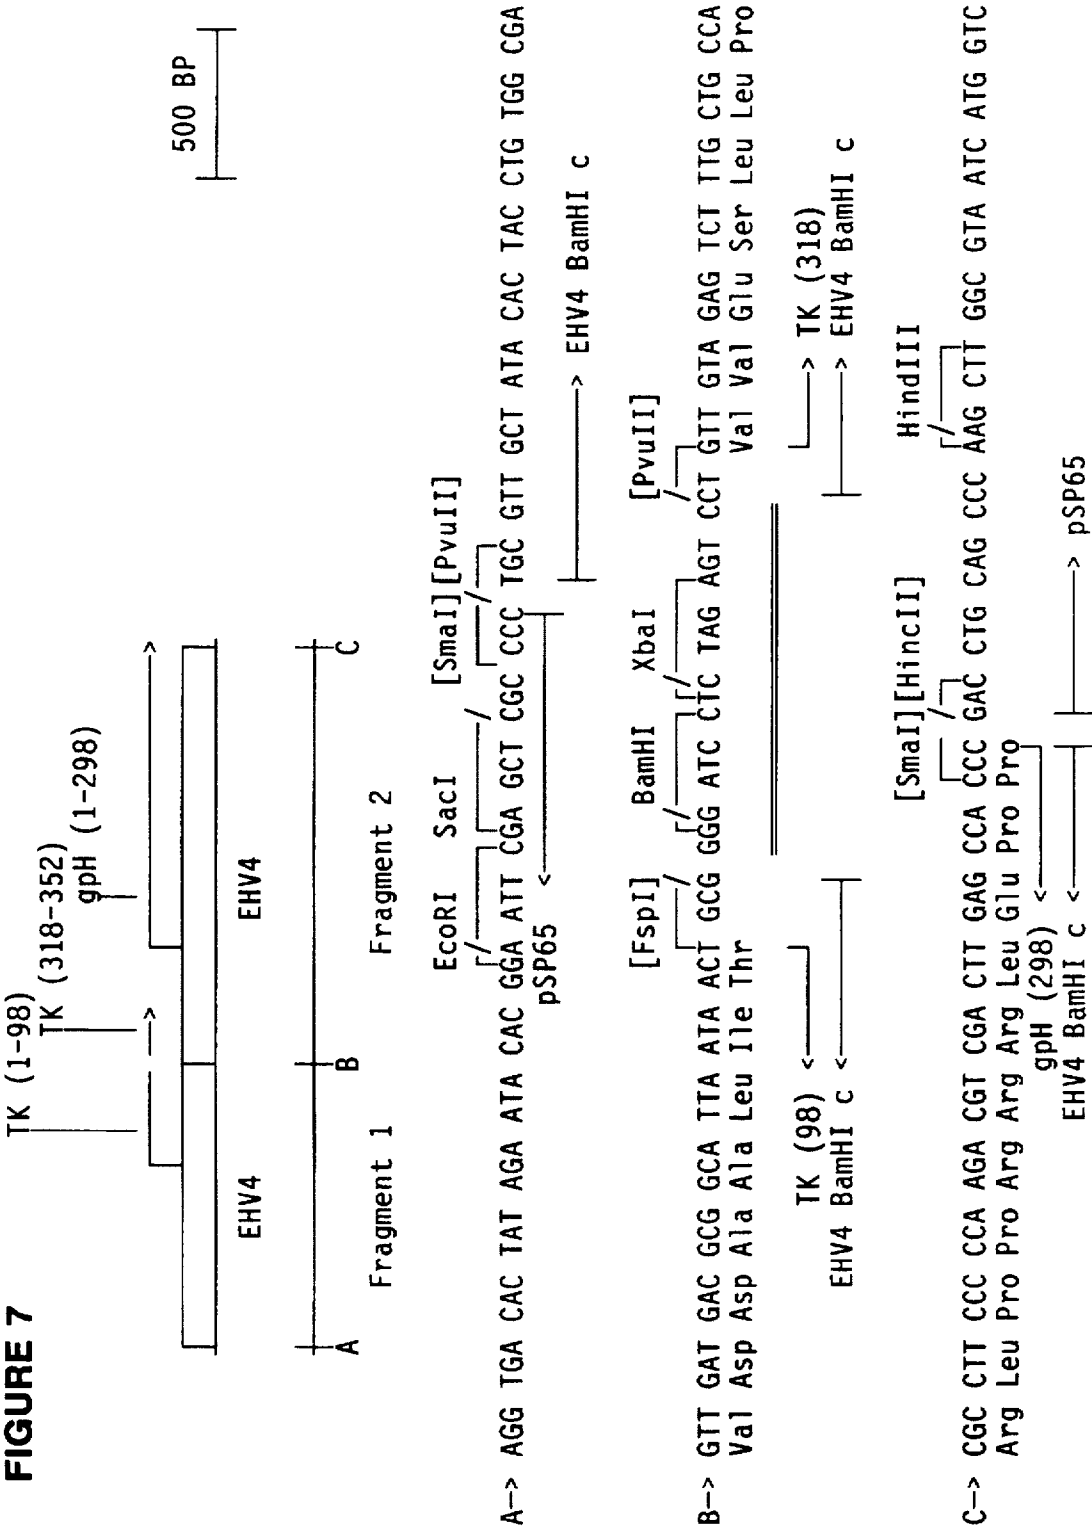 FIGURE 7
TK (1-98)
TK (318-352)
gpH (1-298)
500 BP
EHV4
EHV4
A
B
C
Fragment 1
Fragment 2
EcoRI SacI [SmaI][PvuII]
A—> AGG TGA CAC TAT AGA ATA CAC GGA ATT CGA GCT CGC CCC TGC GTT GCT ATA CAC TAC CTG TGG CGA
pSP65 <
> EHV4 BamHI c
[FspI] BamHI XbaI [PvuII]
B—> GTT GAT GAC GCG GCA TTA ATA ACT GCG GGG ATC CTC TAG AGT CCT GTT GTA GAG TCT TTG CTG CCA
Val Asp Asp Ala Ala Leu Ile Thr Val Val Glu Ser Leu Leu Pro
TK (98) < > TK (318)
EHV4 BamHI c < > EHV4 BamHI c
[SmaI][HincII] HindIII
C—> CGC CTT CCC CCA AGA CGT CGA CTT GAG CCA CCC GAC CTG CAG CCC AAG CTT GGC GTA ATC ATG GTC
Arg Leu Pro Pro Arg Arg Arg Leu Glu Pro Pro
gpH (298) <
EHV4 BamHI c < > pSP65